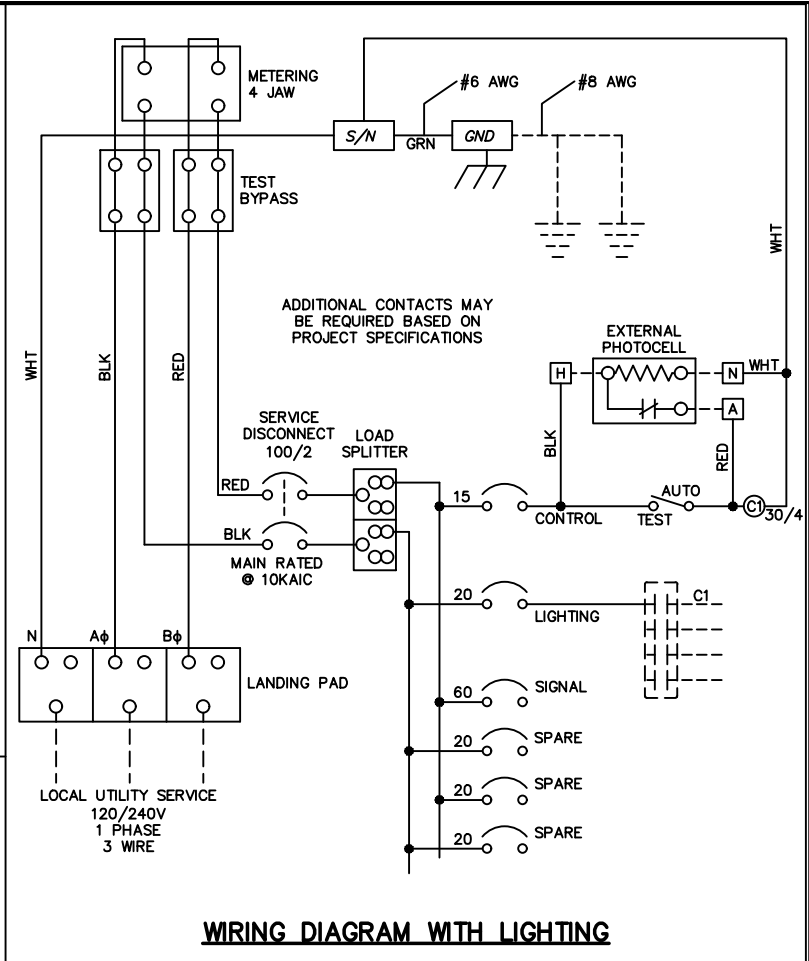 METERING
4 JAW
#6 AWG
#8 AWG
S/N
GRN
GND
TEST
BYPASS
WHT
ADDITIONAL CONTACTS MAY
BE REQUIRED BASED ON
PROJECT SPECIFICATIONS
EXTERNAL
PHOTOCELL
WHT
BLK
RED
H
N
WHT
A
SERVICE
DISCONNECT
100/2
LOAD
SPLITTER
BLK
RED
RED
15
CONTROL
AUTO
TEST
C1
30/4
BLK
MAIN RATED
@ 10KAIC
20
LIGHTING
C1
N
Aϕ
Bϕ
LANDING PAD
60
SIGNAL
20
SPARE
20
SPARE
20
SPARE
LOCAL UTILITY SERVICE
120/240V
1 PHASE
3 WIRE
WIRING DIAGRAM WITH LIGHTING